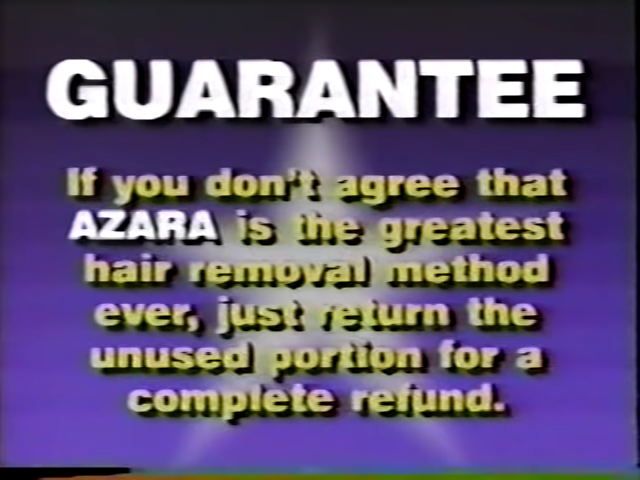 GUARANTEE
If you don't agree that
AZARA is the greatest
hair removal method
ever, just return the
unused portion for a
complete refund.